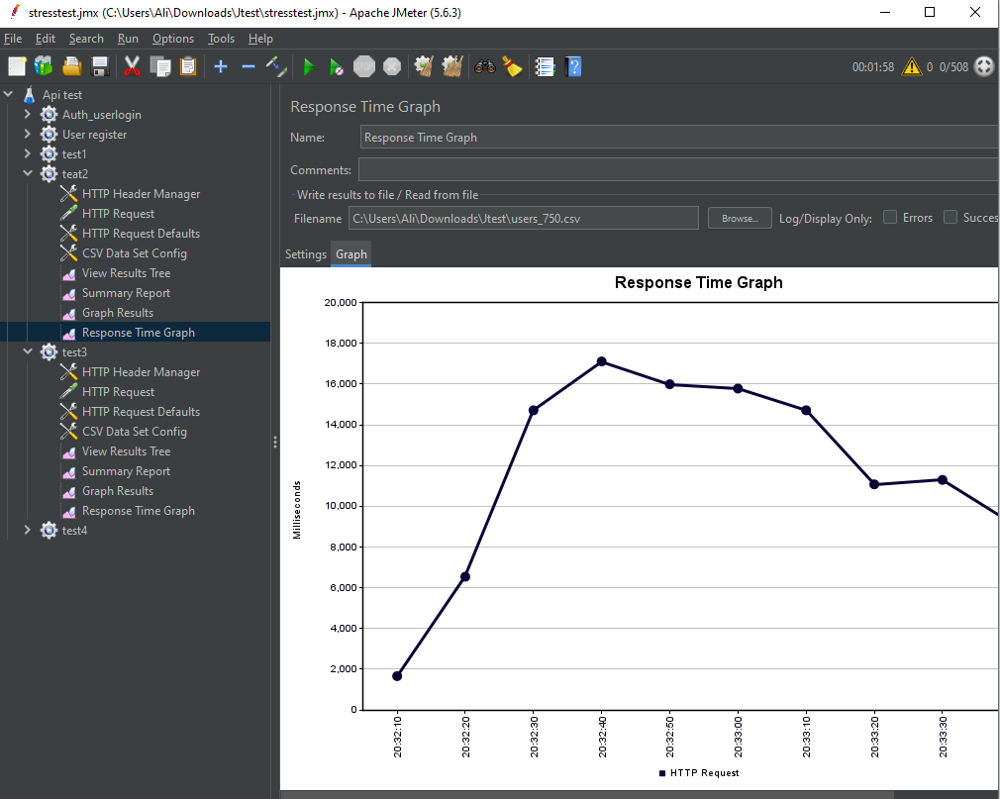 stresstest.jmx (C:\Users\Ali\Downloads\Jtest\stresstest.jmx) - Apache JMeter (5.6.3)
File Edit Search Run Options Tools Help
00:01:58 0 0/508
Api test
Auth_userlogin
User register
test1
teat2
HTTP Header Manager
HTTP Request
HTTP Request Defaults
CSV Data Set Config
View Results Tree
Summary Report
Graph Results
Response Time Graph
test3
HTTP Header Manager
HTTP Request
HTTP Request Defaults
CSV Data Set Config
View Results Tree
Summary Report
Graph Results
Response Time Graph
test4
Response Time Graph
Name: Response Time Graph
Comments:
Write results to file / Read from file
Filename C:\Users\Ali\Downloads\Jtest\users_750.csv Browse... Log/Display Only: Errors Succes
Settings Graph
Response Time Graph
20,000
18,000
16,000
14,000
12,000
10,000
8,000
6,000
4,000
2,000
0
Milliseconds
20:32:10 20:32:20 20:32:30 20:32:40 20:32:50 20:33:00 20:33:10 20:33:20 20:33:30
HTTP Request